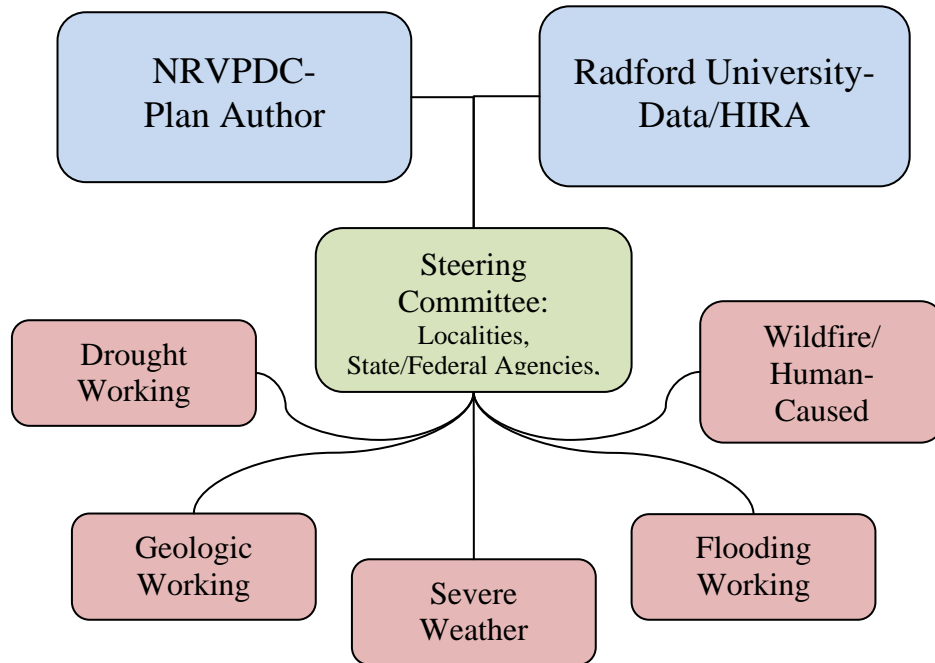 NRVPDC-
Plan Author
Radford University-
Data/HIRA
Steering
Committee:
Localities,
State/Federal Agencies,
Drought
Working
Wildfire/
Human-
Caused
Geologic
Working
Severe
Weather
Flooding
Working